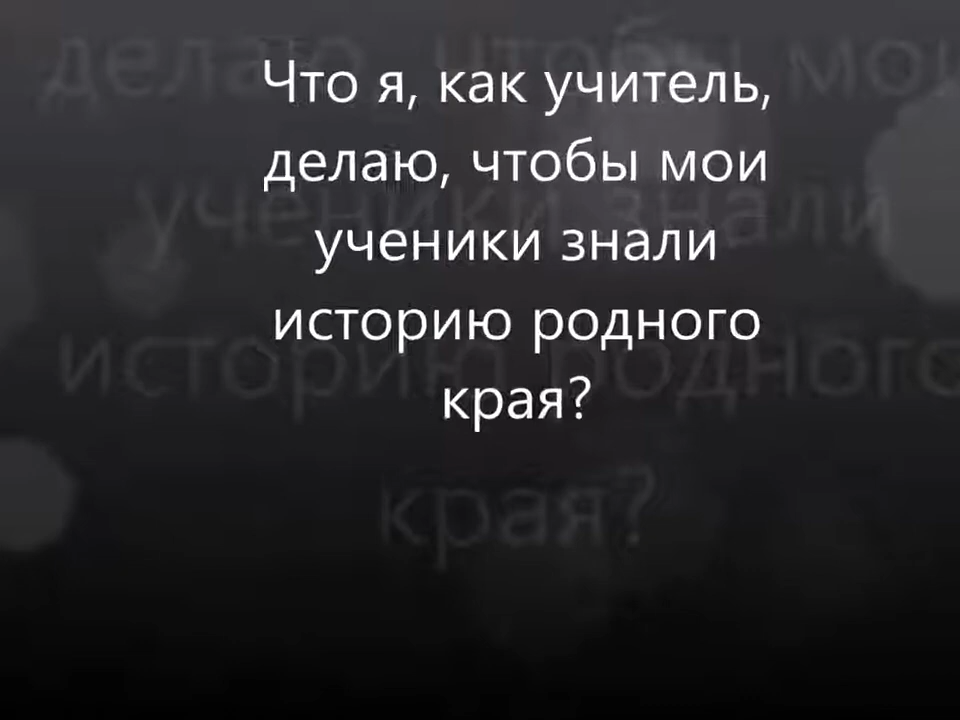 Что я, как учитель,
делаю, чтобы мои
ученики знали
историю родного
края?